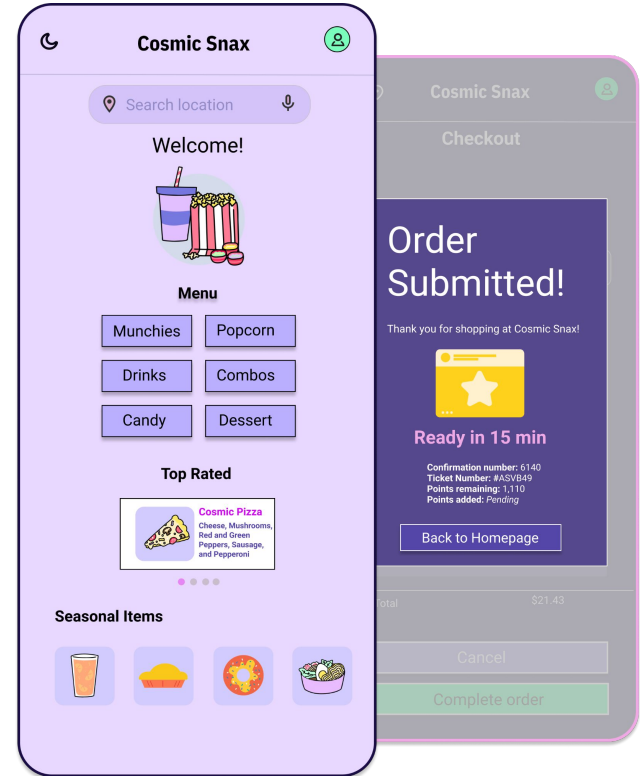 Cosmic Snax
Search location
Welcome!
Menu
Munchies
Popcorn
Drinks
Combos
Candy
Dessert
Top Rated
Cosmic Pizza
Cheese, Mushrooms,
Red and Green
Peppers, Sausage,
and Pepperoni
Seasonal Items
Cosmic Snax
Checkout
Order
Submitted!
Thank you for shopping at Cosmic Snax!
Ready in 15 min
Confirmation number: 6140
Ticket Number: #ASVB49
Points remaining: 1,110
Points added: Pending
Back to Homepage
Total $21.43
Cancel
Complete order